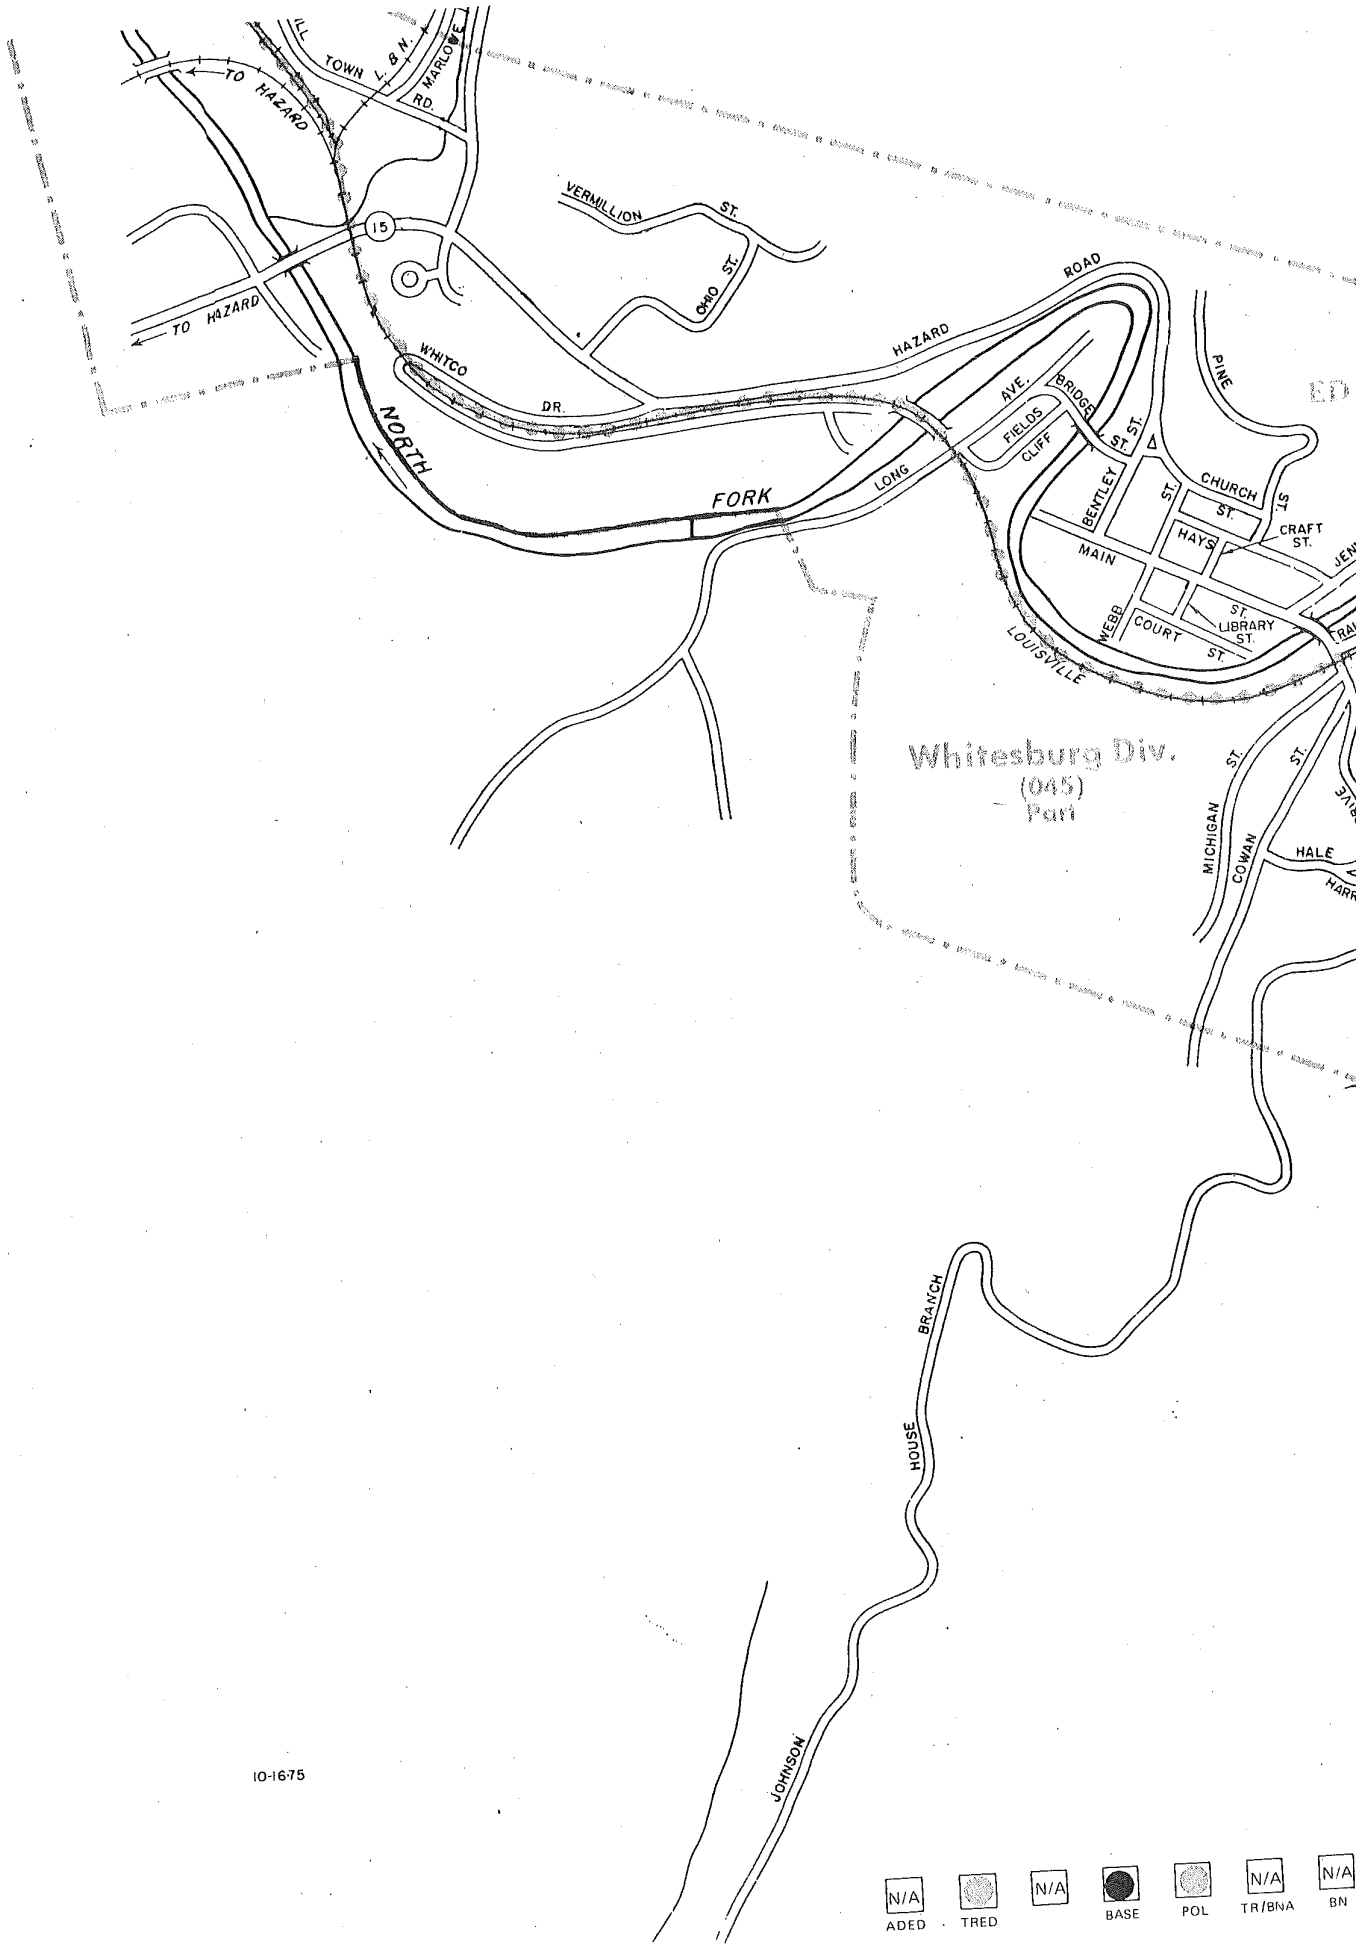 TOWN
RD.
L. & N.
MARLOWE
TO
HAZARD
15
TO HAZARD
VERMILLION
ST.
OHIO ST.
HAZARD
ROAD
WHITCO
DR.
NORTH
FORK
LONG
AVE.
BRIDGE
ST.
FIELDS
CLIFF
PINE
ST.
ED
BENTLEY
ST.
CHURCH
ST.
ST.
HAYS
CRAFT
ST.
MAIN
ST.
WEBB
COURT
ST.
LIBRARY
ST.
LOUISVILLE
Whitesburg Div.
(045)
Part
MICHIGAN
ST.
COWAN
ST.
HALE
BRANCH
HOUSE
JOHNSON
10-16-75
N/A
ADED
TRED
N/A
BASE
POL
N/A
TR/BNA
N/A
BN